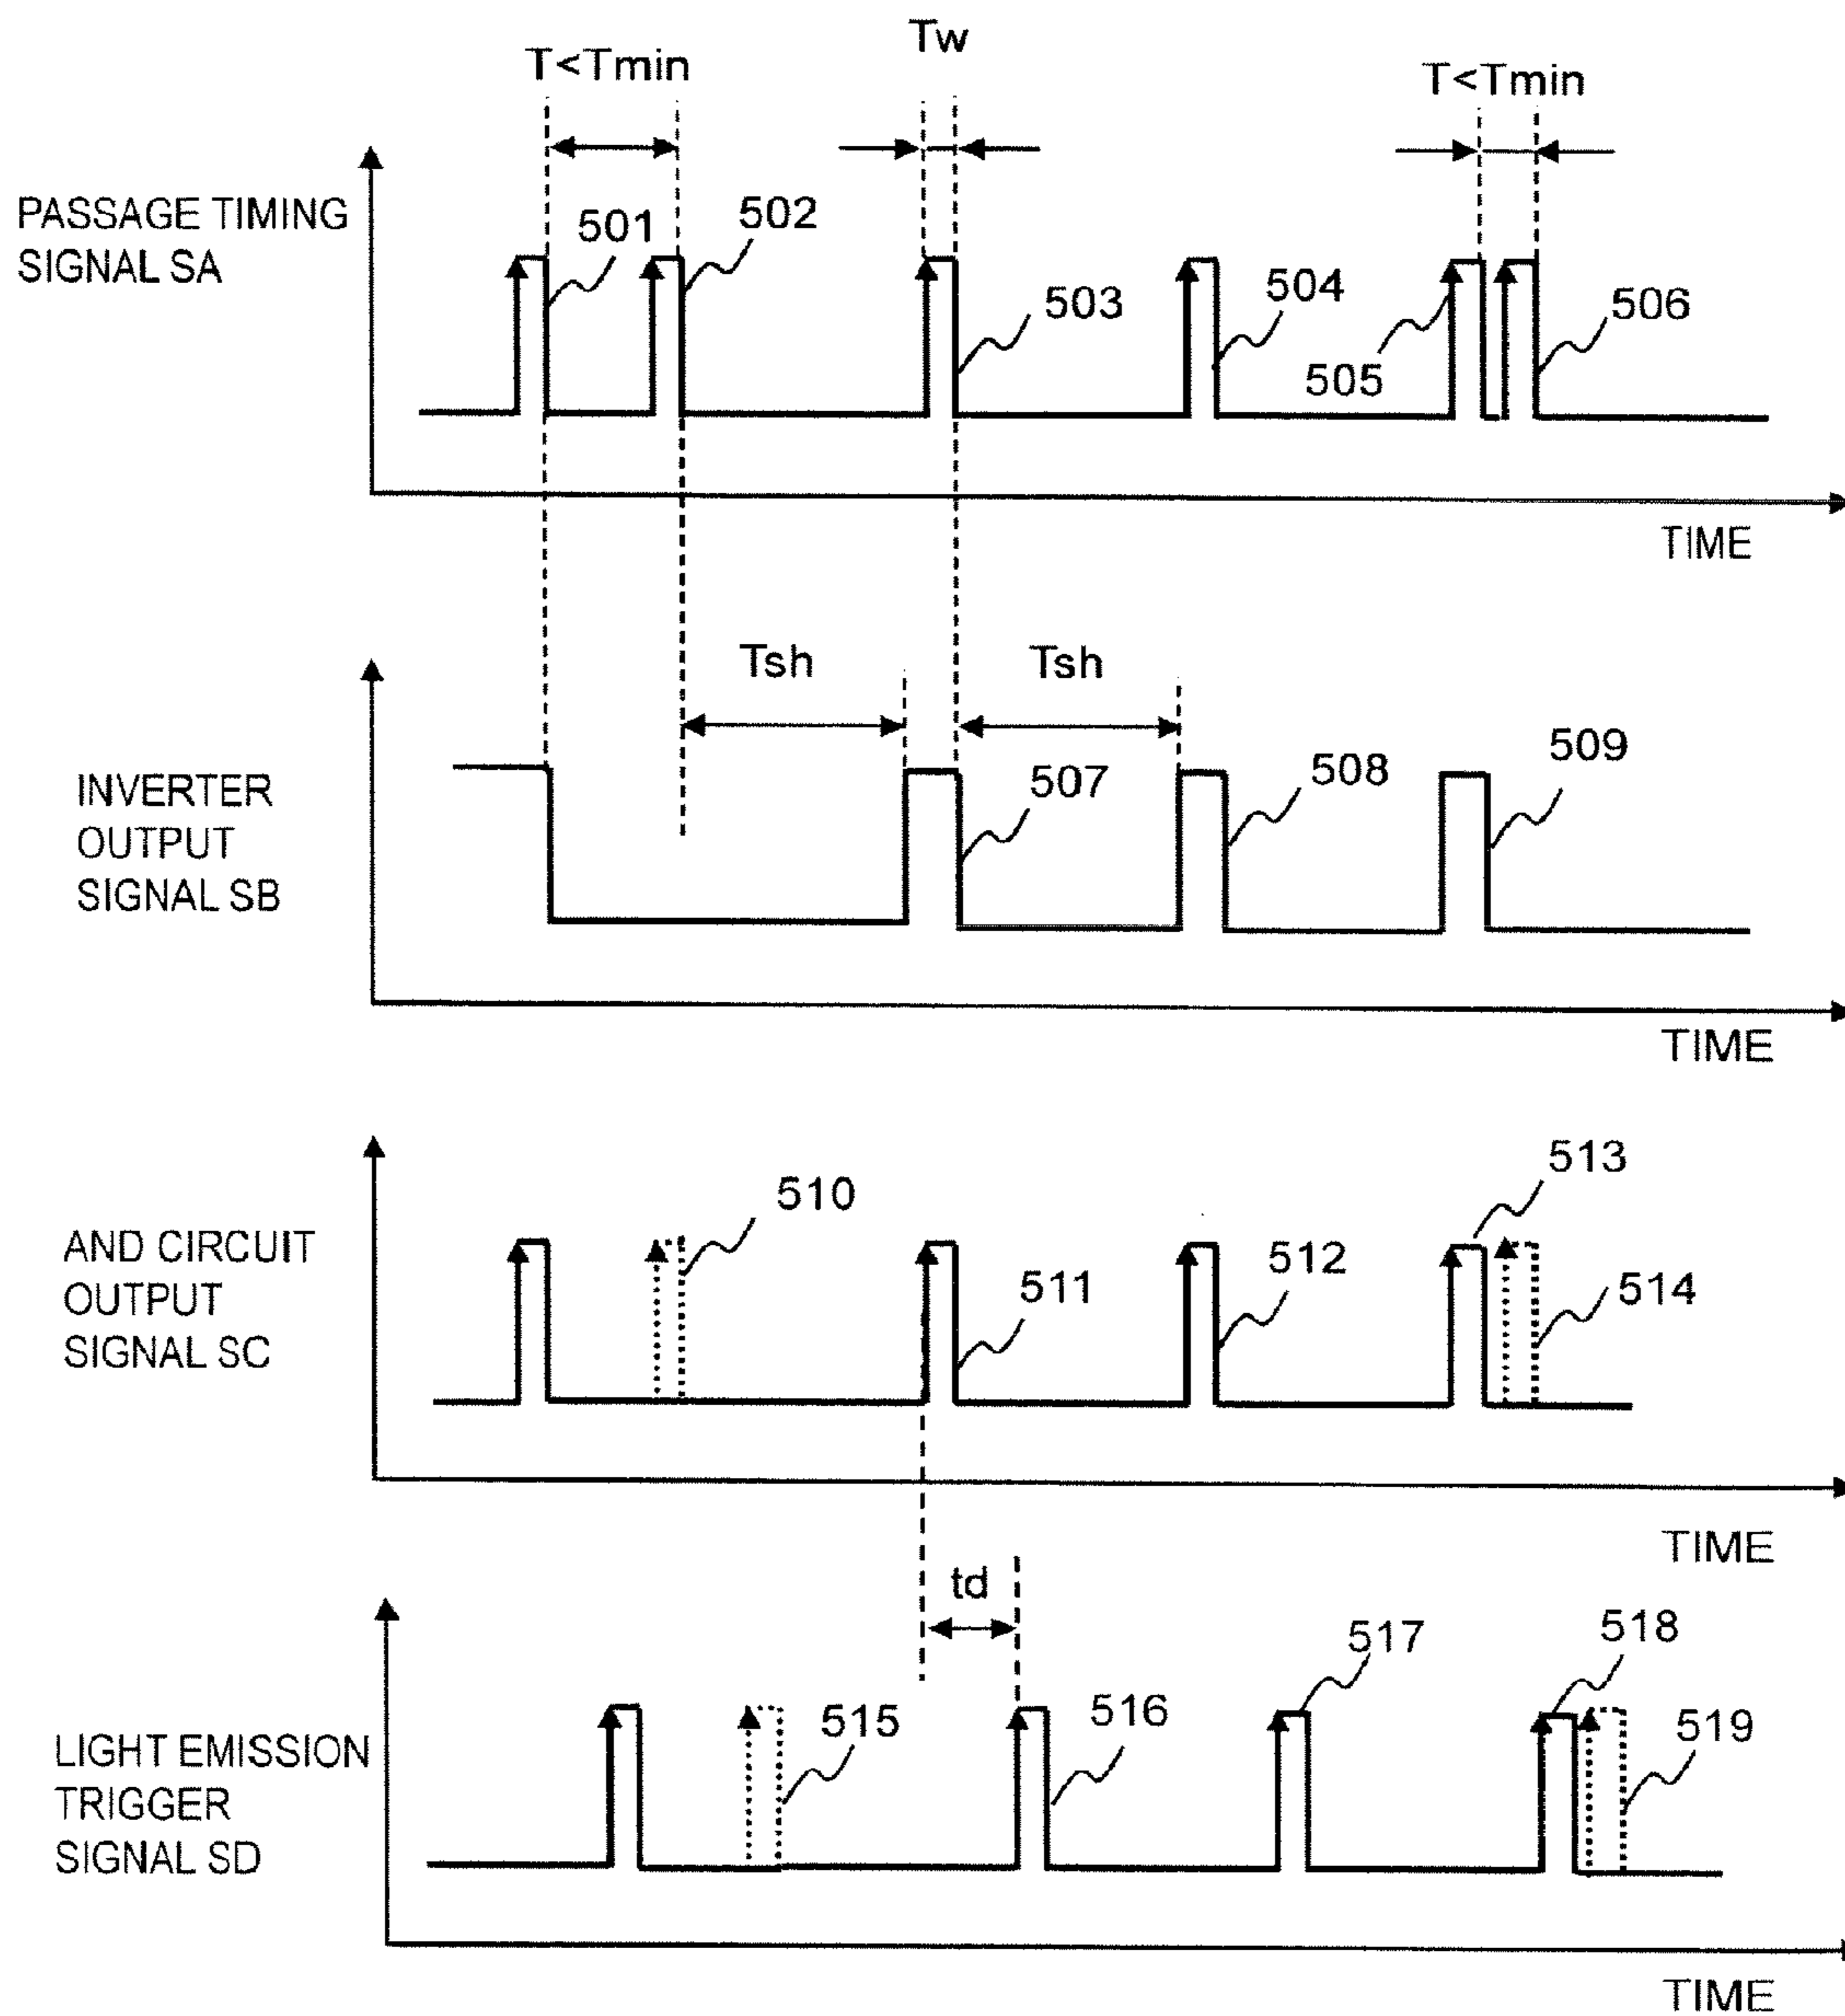 Tw
T<Tmin
T<Tmin
PASSAGE TIMING
SIGNAL SA
501
502
503
504
505
506
TIME
Tsh
Tsh
INVERTER
OUTPUT
SIGNAL SB
507
508
509
TIME
AND CIRCUIT
OUTPUT
SIGNAL SC
510
511
512
513
514
TIME
td
LIGHT EMISSION
TRIGGER
SIGNAL SD
515
516
517
518
519
TIME